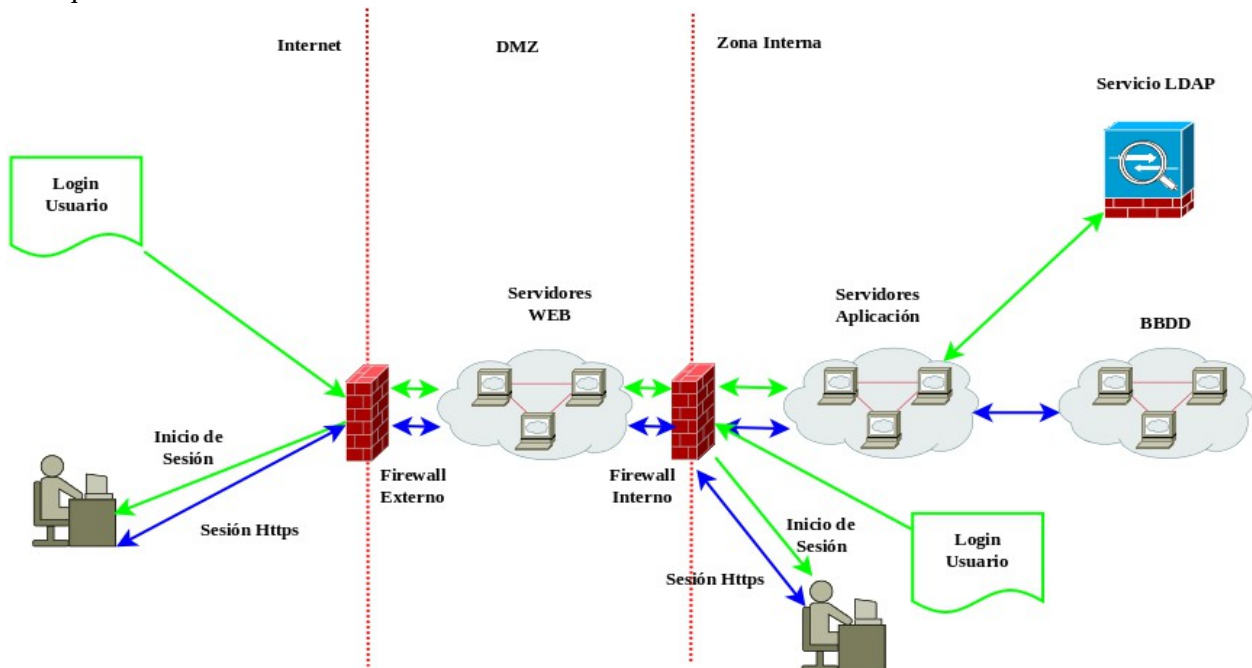 Internet
DMZ
Zona Interna
Servicio LDAP
Login
Usuario
Servidores
WEB
Servidores
Aplicación
BBDD
Inicio de
Sesión
Firewall
Externo
Firewall
Interno
Sesión Https
Inicio de
Sesión
Login
Usuario
Sesión Https